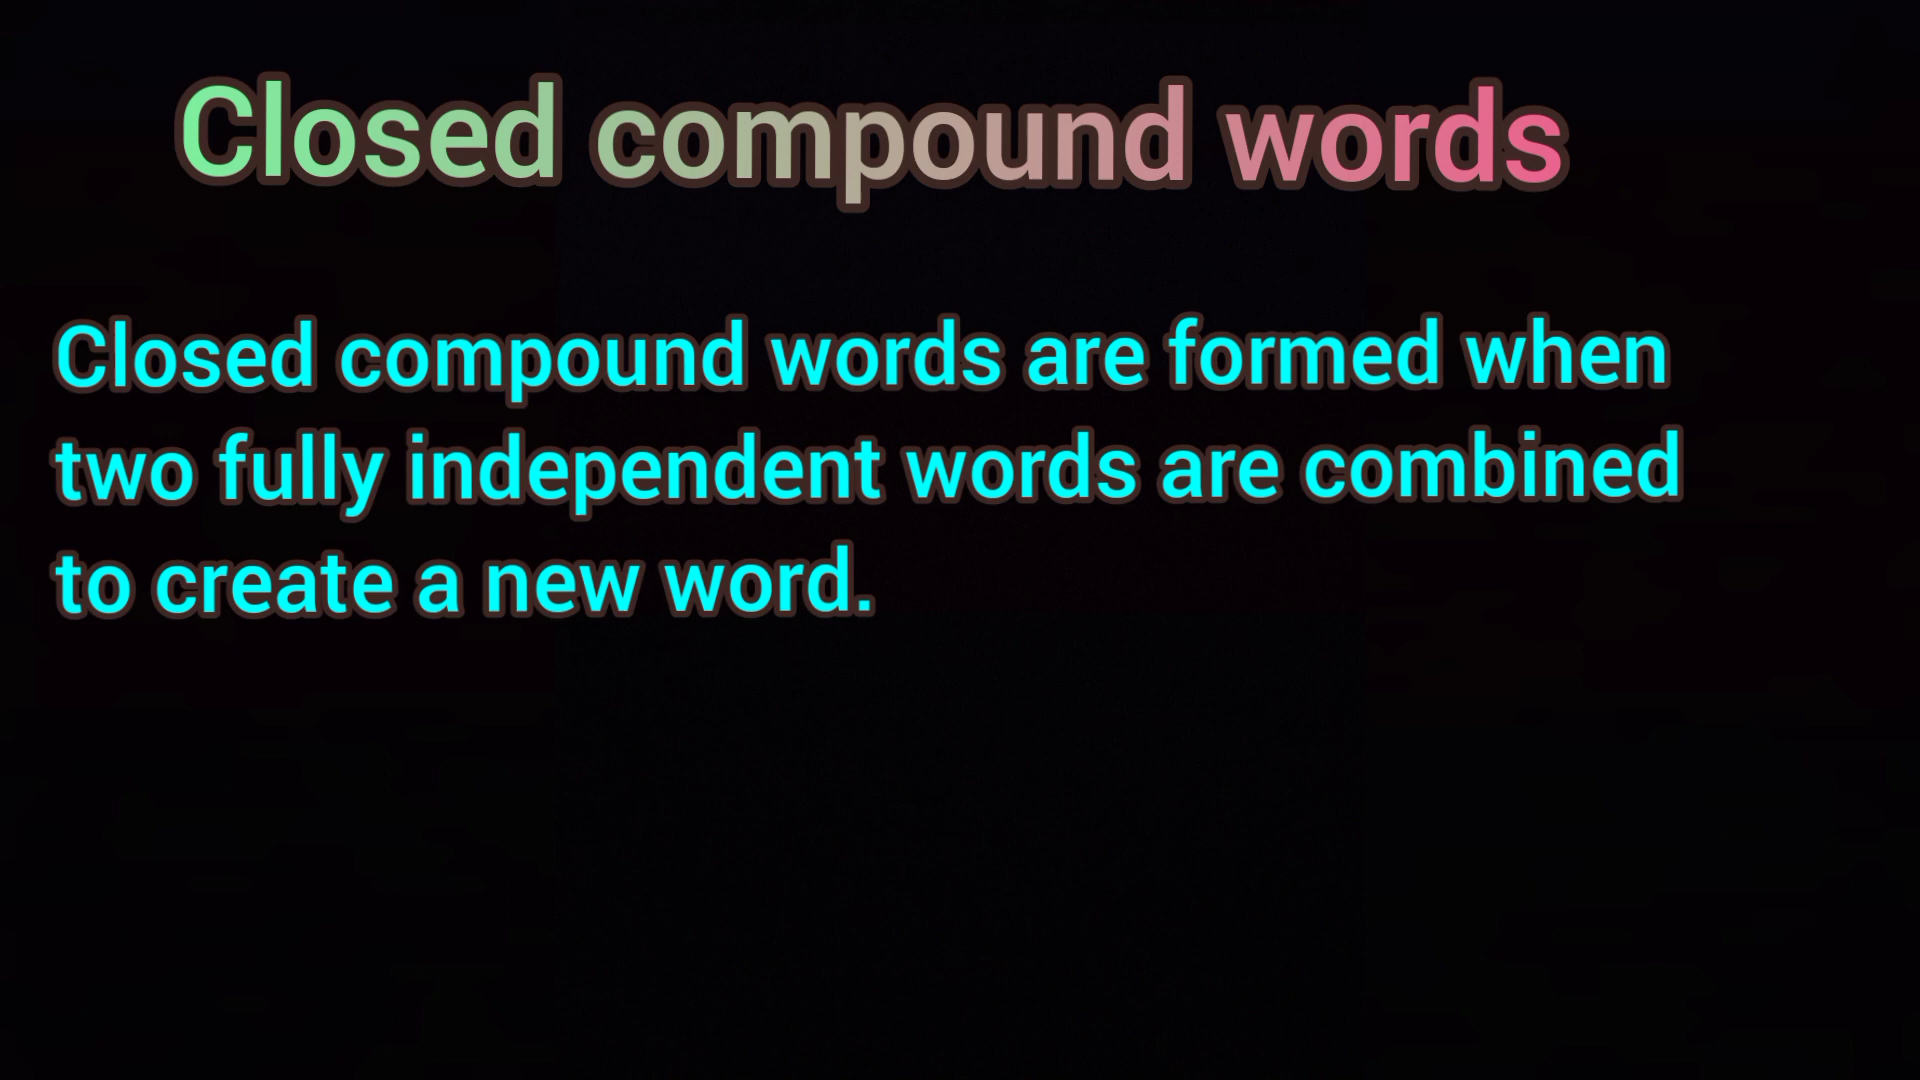 Closed compound words
Closed compound words are formed when
two fully independent words are combined
to create a new word.